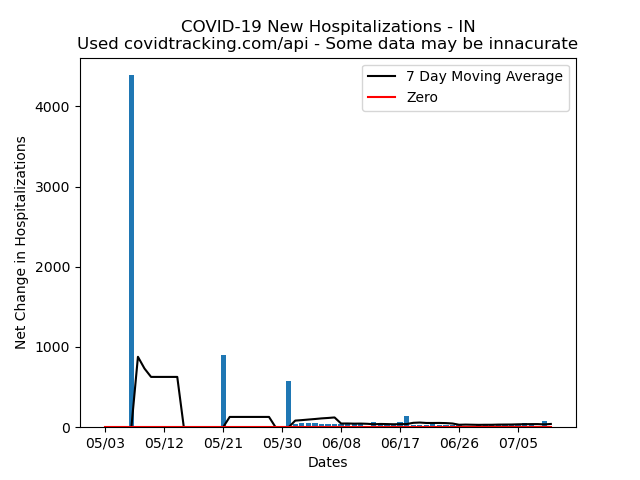 COVID-19 New Hospitalizations - IN
Used covidtracking.com/api - Some data may be innacurate
7 Day Moving Average
Zero
Net Change in Hospitalizations
4000
3000
2000
1000
0
05/03 05/12 05/21 05/30 06/08 06/17 06/26 07/05
Dates